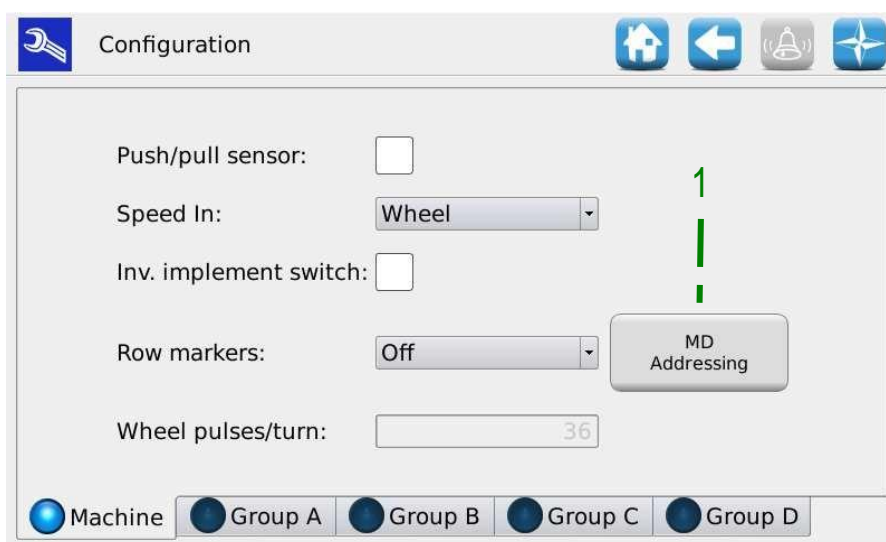 Configuration
Push/pull sensor:
1
Speed In: Wheel
Inv. implement switch:
Row markers: Off
MD
Addressing
Wheel pulses/turn: 36
Machine Group A Group B Group C Group D